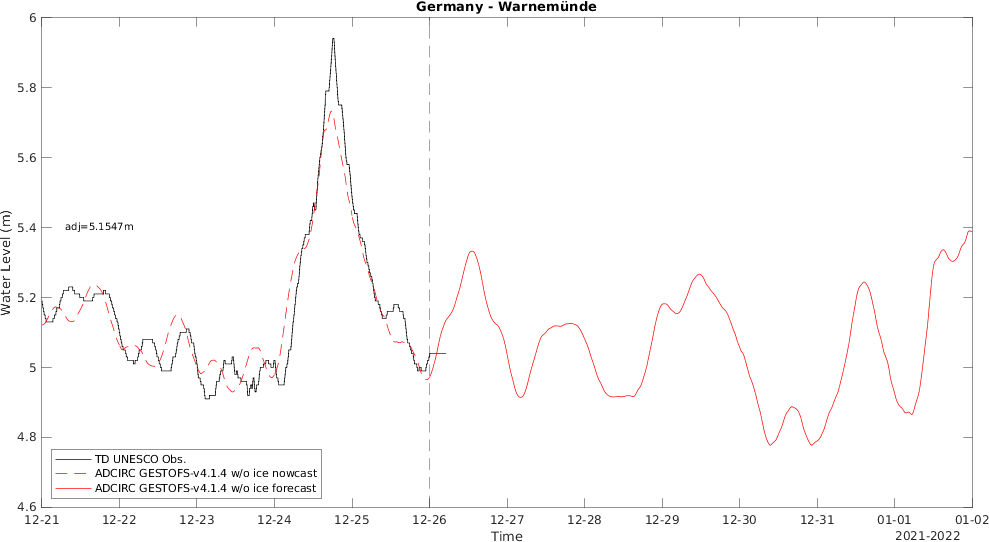 Germany - Warnemünde
6
5.8
5.6
5.4
5.2
5
4.8
4.6
Water Level (m)
adj=5.1547m
TD UNESCO Obs.
ADCIRC GESTOFS-v4.1.4 w/o ice nowcast
ADCIRC GESTOFS-v4.1.4 w/o ice forecast
12-21 12-22 12-23 12-24 12-25 12-26 12-27 12-28 12-29 12-30 12-31 01-01 01-02
Time
2021-2022